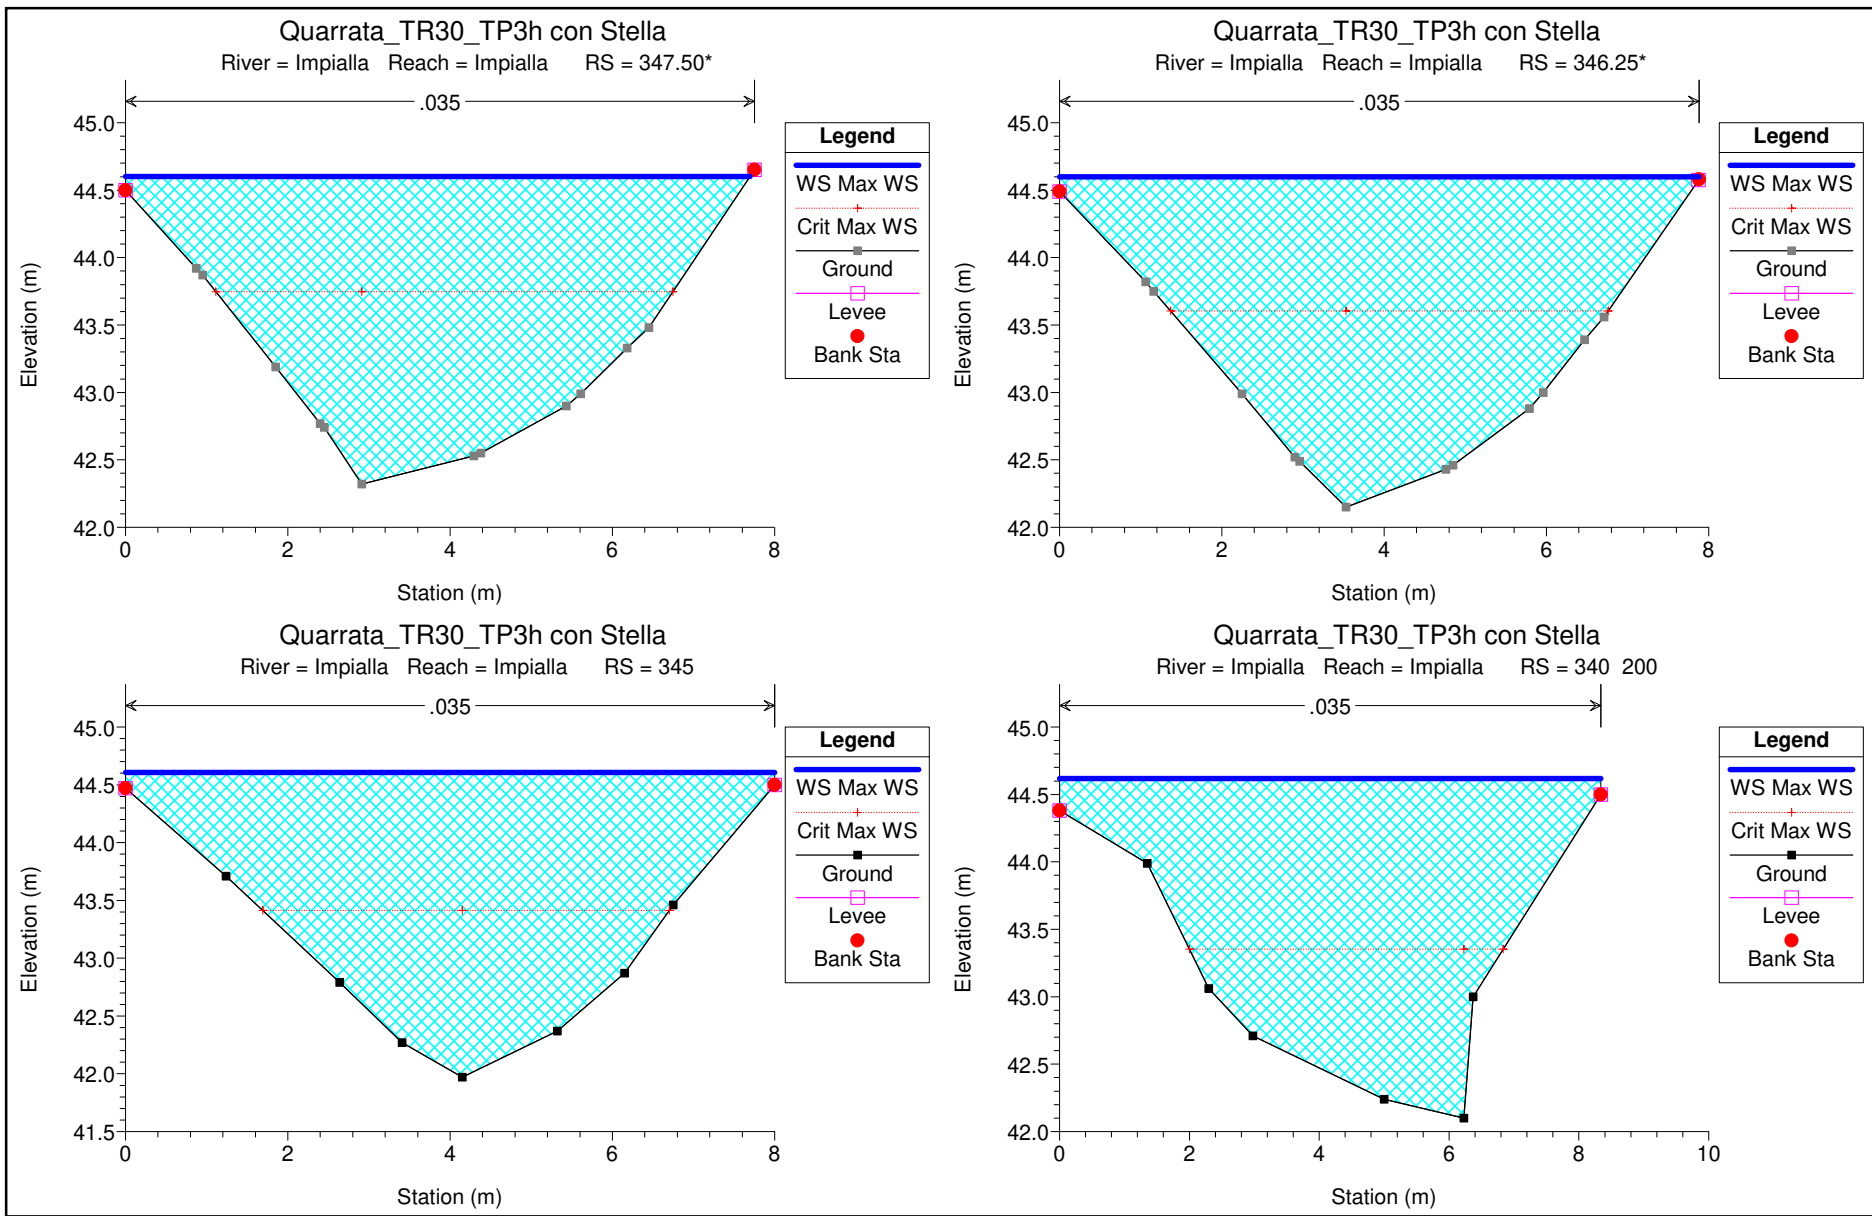 Quarrata_TR30_TP3h con Stella
River = Impialla Reach = Impialla RS = 347.50*
.035
45.0
44.5
44.0
43.5
43.0
42.5
42.0
0 2 4 6 8
Elevation (m)
Station (m)
Legend
WS Max WS
Crit Max WS
Ground
Levee
Bank Sta
Quarrata_TR30_TP3h con Stella
River = Impialla Reach = Impialla RS = 346.25*
.035
45.0
44.5
44.0
43.5
43.0
42.5
42.0
0 2 4 6 8
Elevation (m)
Station (m)
Legend
WS Max WS
Crit Max WS
Ground
Levee
Bank Sta
Quarrata_TR30_TP3h con Stella
River = Impialla Reach = Impialla RS = 345
.035
45.0
44.5
44.0
43.5
43.0
42.5
42.0
41.5
0 2 4 6 8
Elevation (m)
Station (m)
Legend
WS Max WS
Crit Max WS
Ground
Levee
Bank Sta
Quarrata_TR30_TP3h con Stella
River = Impialla Reach = Impialla RS = 340 200
.035
45.0
44.5
44.0
43.5
43.0
42.5
42.0
0 2 4 6 8 10
Elevation (m)
Station (m)
Legend
WS Max WS
Crit Max WS
Ground
Levee
Bank Sta